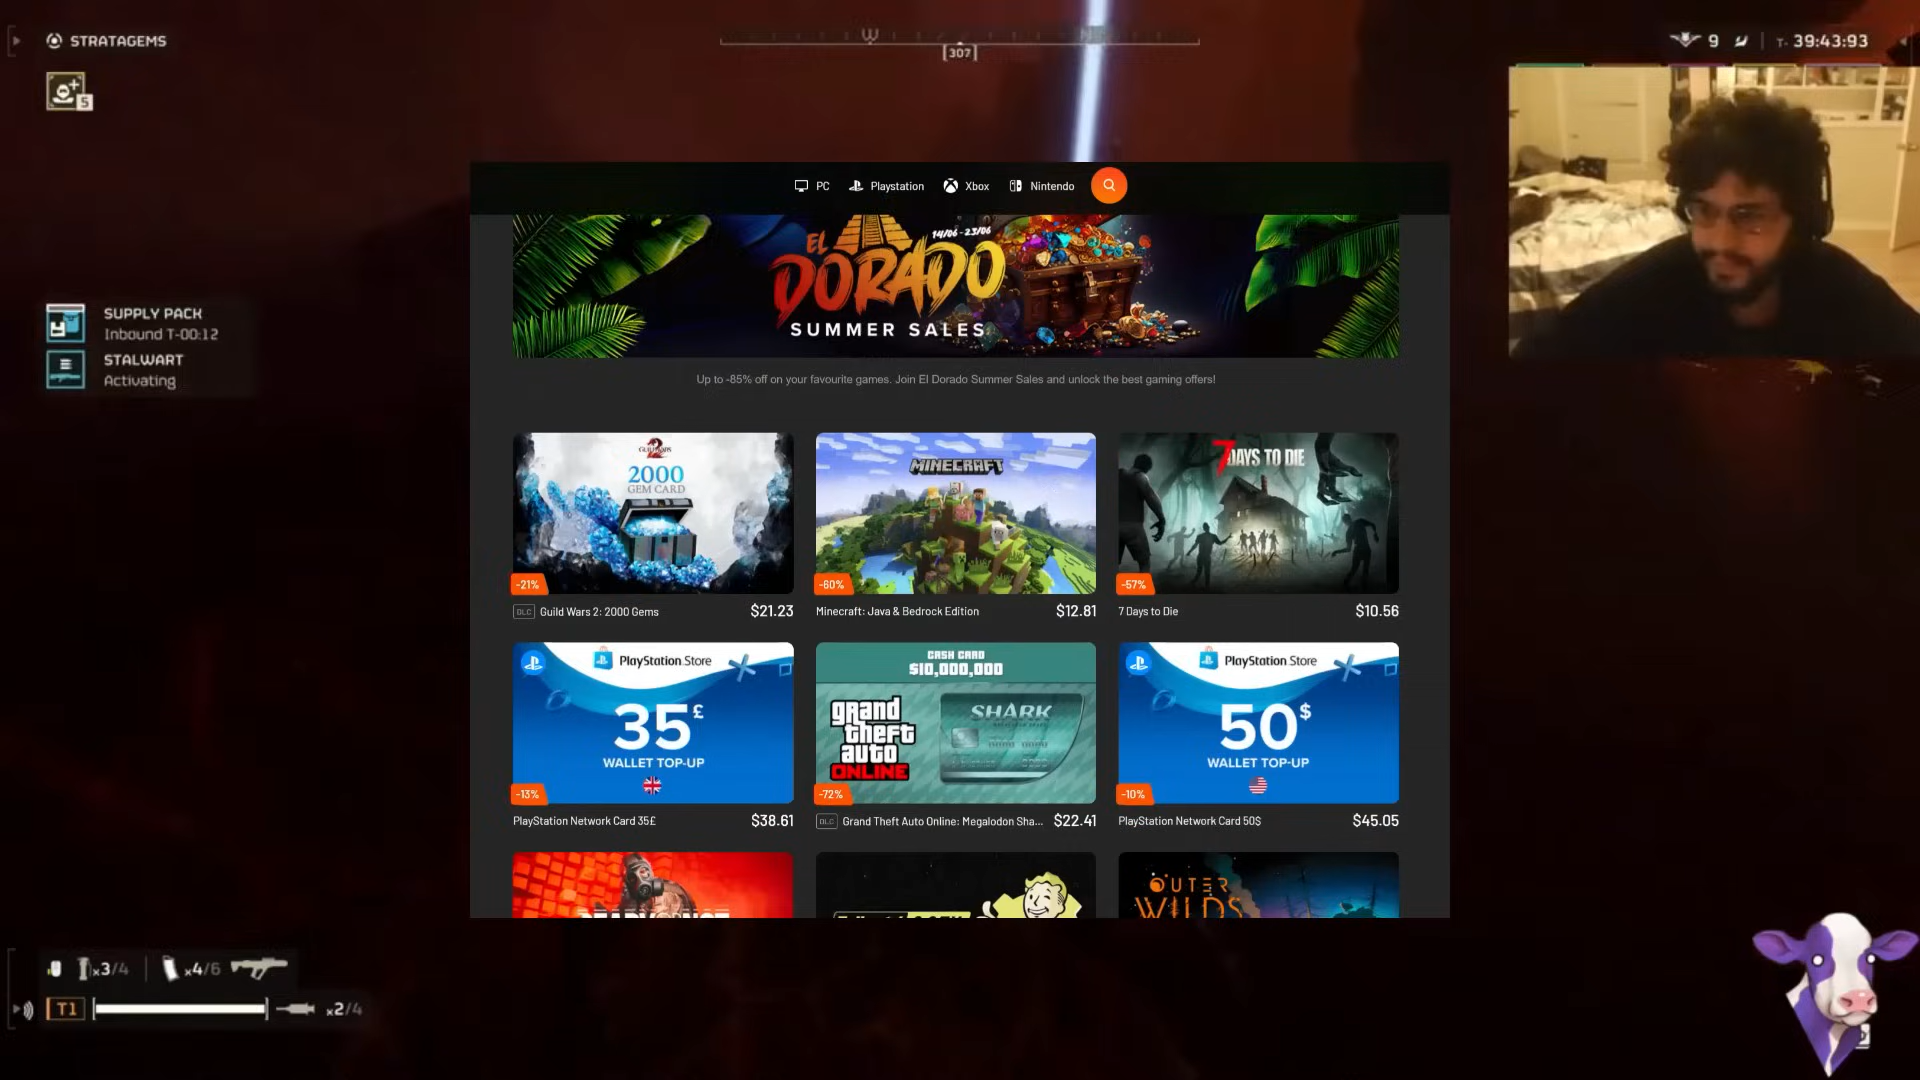 STRATAGEMS
5
W
307
9
T- 39:43:93
SUPPLY PACK
Inbound T-00:12
STALWART
Activating
PC
Playstation
Xbox
Nintendo
EL DORADO
14/06 - 23/06
SUMMER SALES
Up to -85% off on your favourite games. Join El Dorado Summer Sales and unlock the best gaming offers!
GUILD WARS 2
2000
GEM CARD
-21%
DLC Guild Wars 2: 2000 Gems $21.23
MINECRAFT
-60%
Minecraft: Java & Bedrock Edition $12.81
7 DAYS TO DIE
-57%
7 Days to Die $10.56
PlayStation Store
35£
WALLET TOP-UP
-13%
PlayStation Network Card 35£ $38.61
CASH CARD
$10,000,000
grand theft auto ONLINE
SHARK
-72%
DLC Grand Theft Auto Online: Megalodon Sha... $22.41
PlayStation Store
50$
WALLET TOP-UP
-10%
PlayStation Network Card 50$ $45.05
OUTER
WILDS
x3/4
x4/6
T1
x2/4